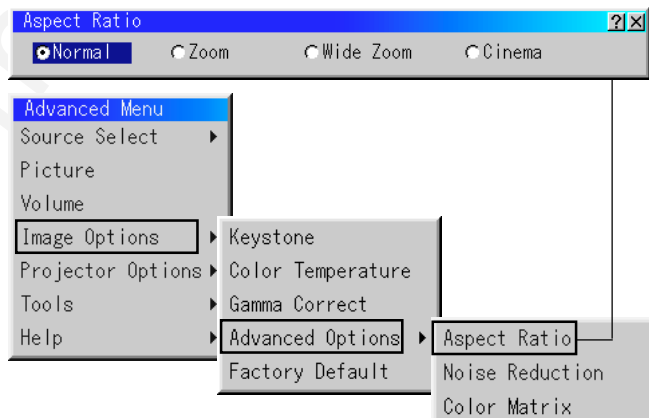 Aspect Ratio
Normal Zoom Wide Zoom Cinema
Advanced Menu
Source Select
Picture
Volume
Image Options
Projector Options
Tools
Help
Keystone
Color Temperature
Gamma Correct
Advanced Options
Factory Default
Aspect Ratio
Noise Reduction
Color Matrix